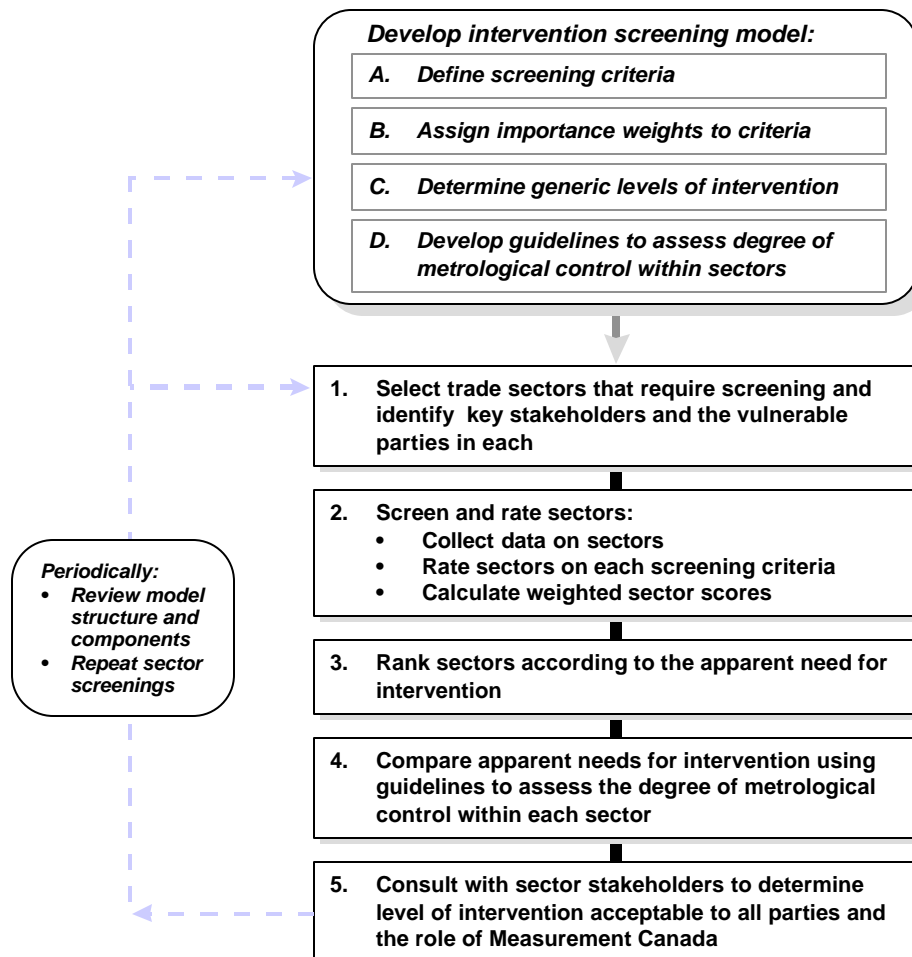 Develop intervention screening model:
A. Define screening criteria
B. Assign importance weights to criteria
C. Determine generic levels of intervention
D. Develop guidelines to assess degree of
metrological control within sectors
1. Select trade sectors that require screening and
identify key stakeholders and the vulnerable
parties in each
2. Screen and rate sectors:
• Collect data on sectors
• Rate sectors on each screening criteria
• Calculate weighted sector scores
3. Rank sectors according to the apparent need for
intervention
4. Compare apparent needs for intervention using
guidelines to assess the degree of metrological
control within each sector
5. Consult with sector stakeholders to determine
level of intervention acceptable to all parties and
the role of Measurement Canada
Periodically:
• Review model
structure and
components
• Repeat sector
screenings